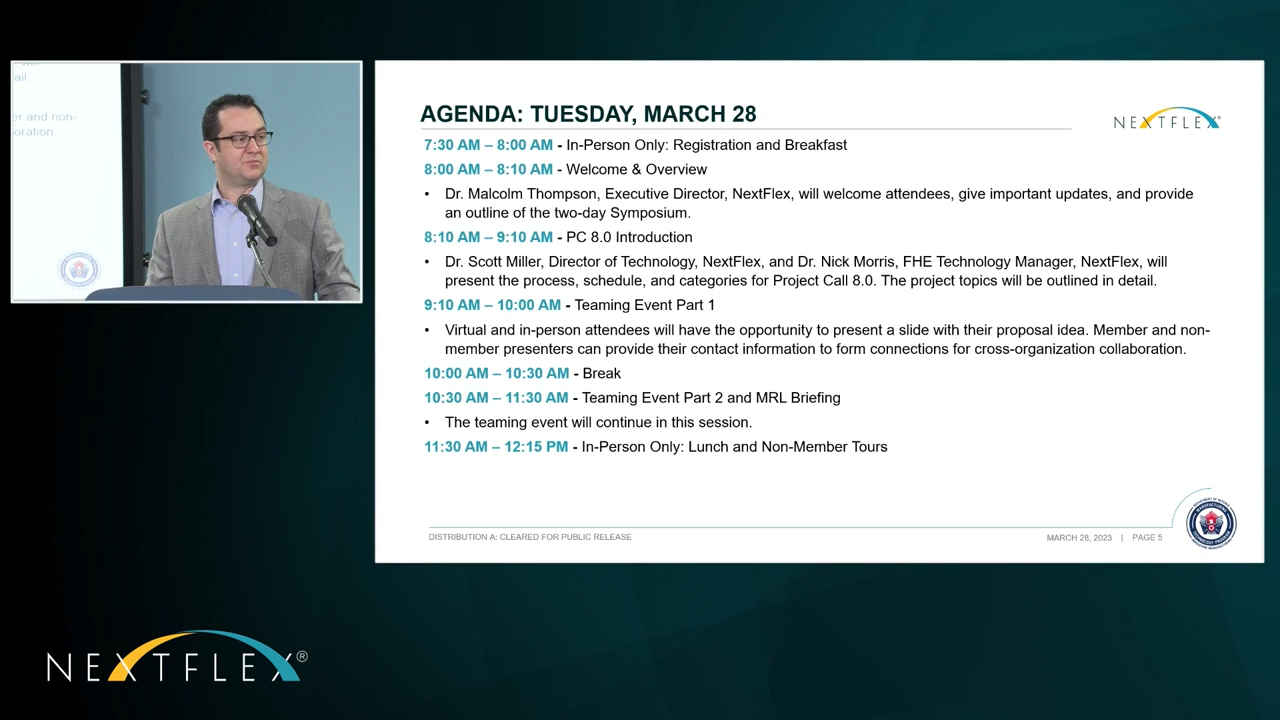 ail.
er and non-
oration.
AGENDA: TUESDAY, MARCH 28
NEXTFLEX®
7:30 AM – 8:00 AM - In-Person Only: Registration and Breakfast
8:00 AM – 8:10 AM - Welcome & Overview
• Dr. Malcolm Thompson, Executive Director, NextFlex, will welcome attendees, give important updates, and provide
an outline of the two-day Symposium.
8:10 AM – 9:10 AM - PC 8.0 Introduction
• Dr. Scott Miller, Director of Technology, NextFlex, and Dr. Nick Morris, FHE Technology Manager, NextFlex, will
present the process, schedule, and categories for Project Call 8.0. The project topics will be outlined in detail.
9:10 AM – 10:00 AM - Teaming Event Part 1
• Virtual and in-person attendees will have the opportunity to present a slide with their proposal idea. Member and non-
member presenters can provide their contact information to form connections for cross-organization collaboration.
10:00 AM – 10:30 AM - Break
10:30 AM – 11:30 AM - Teaming Event Part 2 and MRL Briefing
• The teaming event will continue in this session.
11:30 AM – 12:15 PM - In-Person Only: Lunch and Non-Member Tours
DISTRIBUTION A: CLEARED FOR PUBLIC RELEASE
MARCH 28, 2023 | PAGE 5
NEXTFLEX®